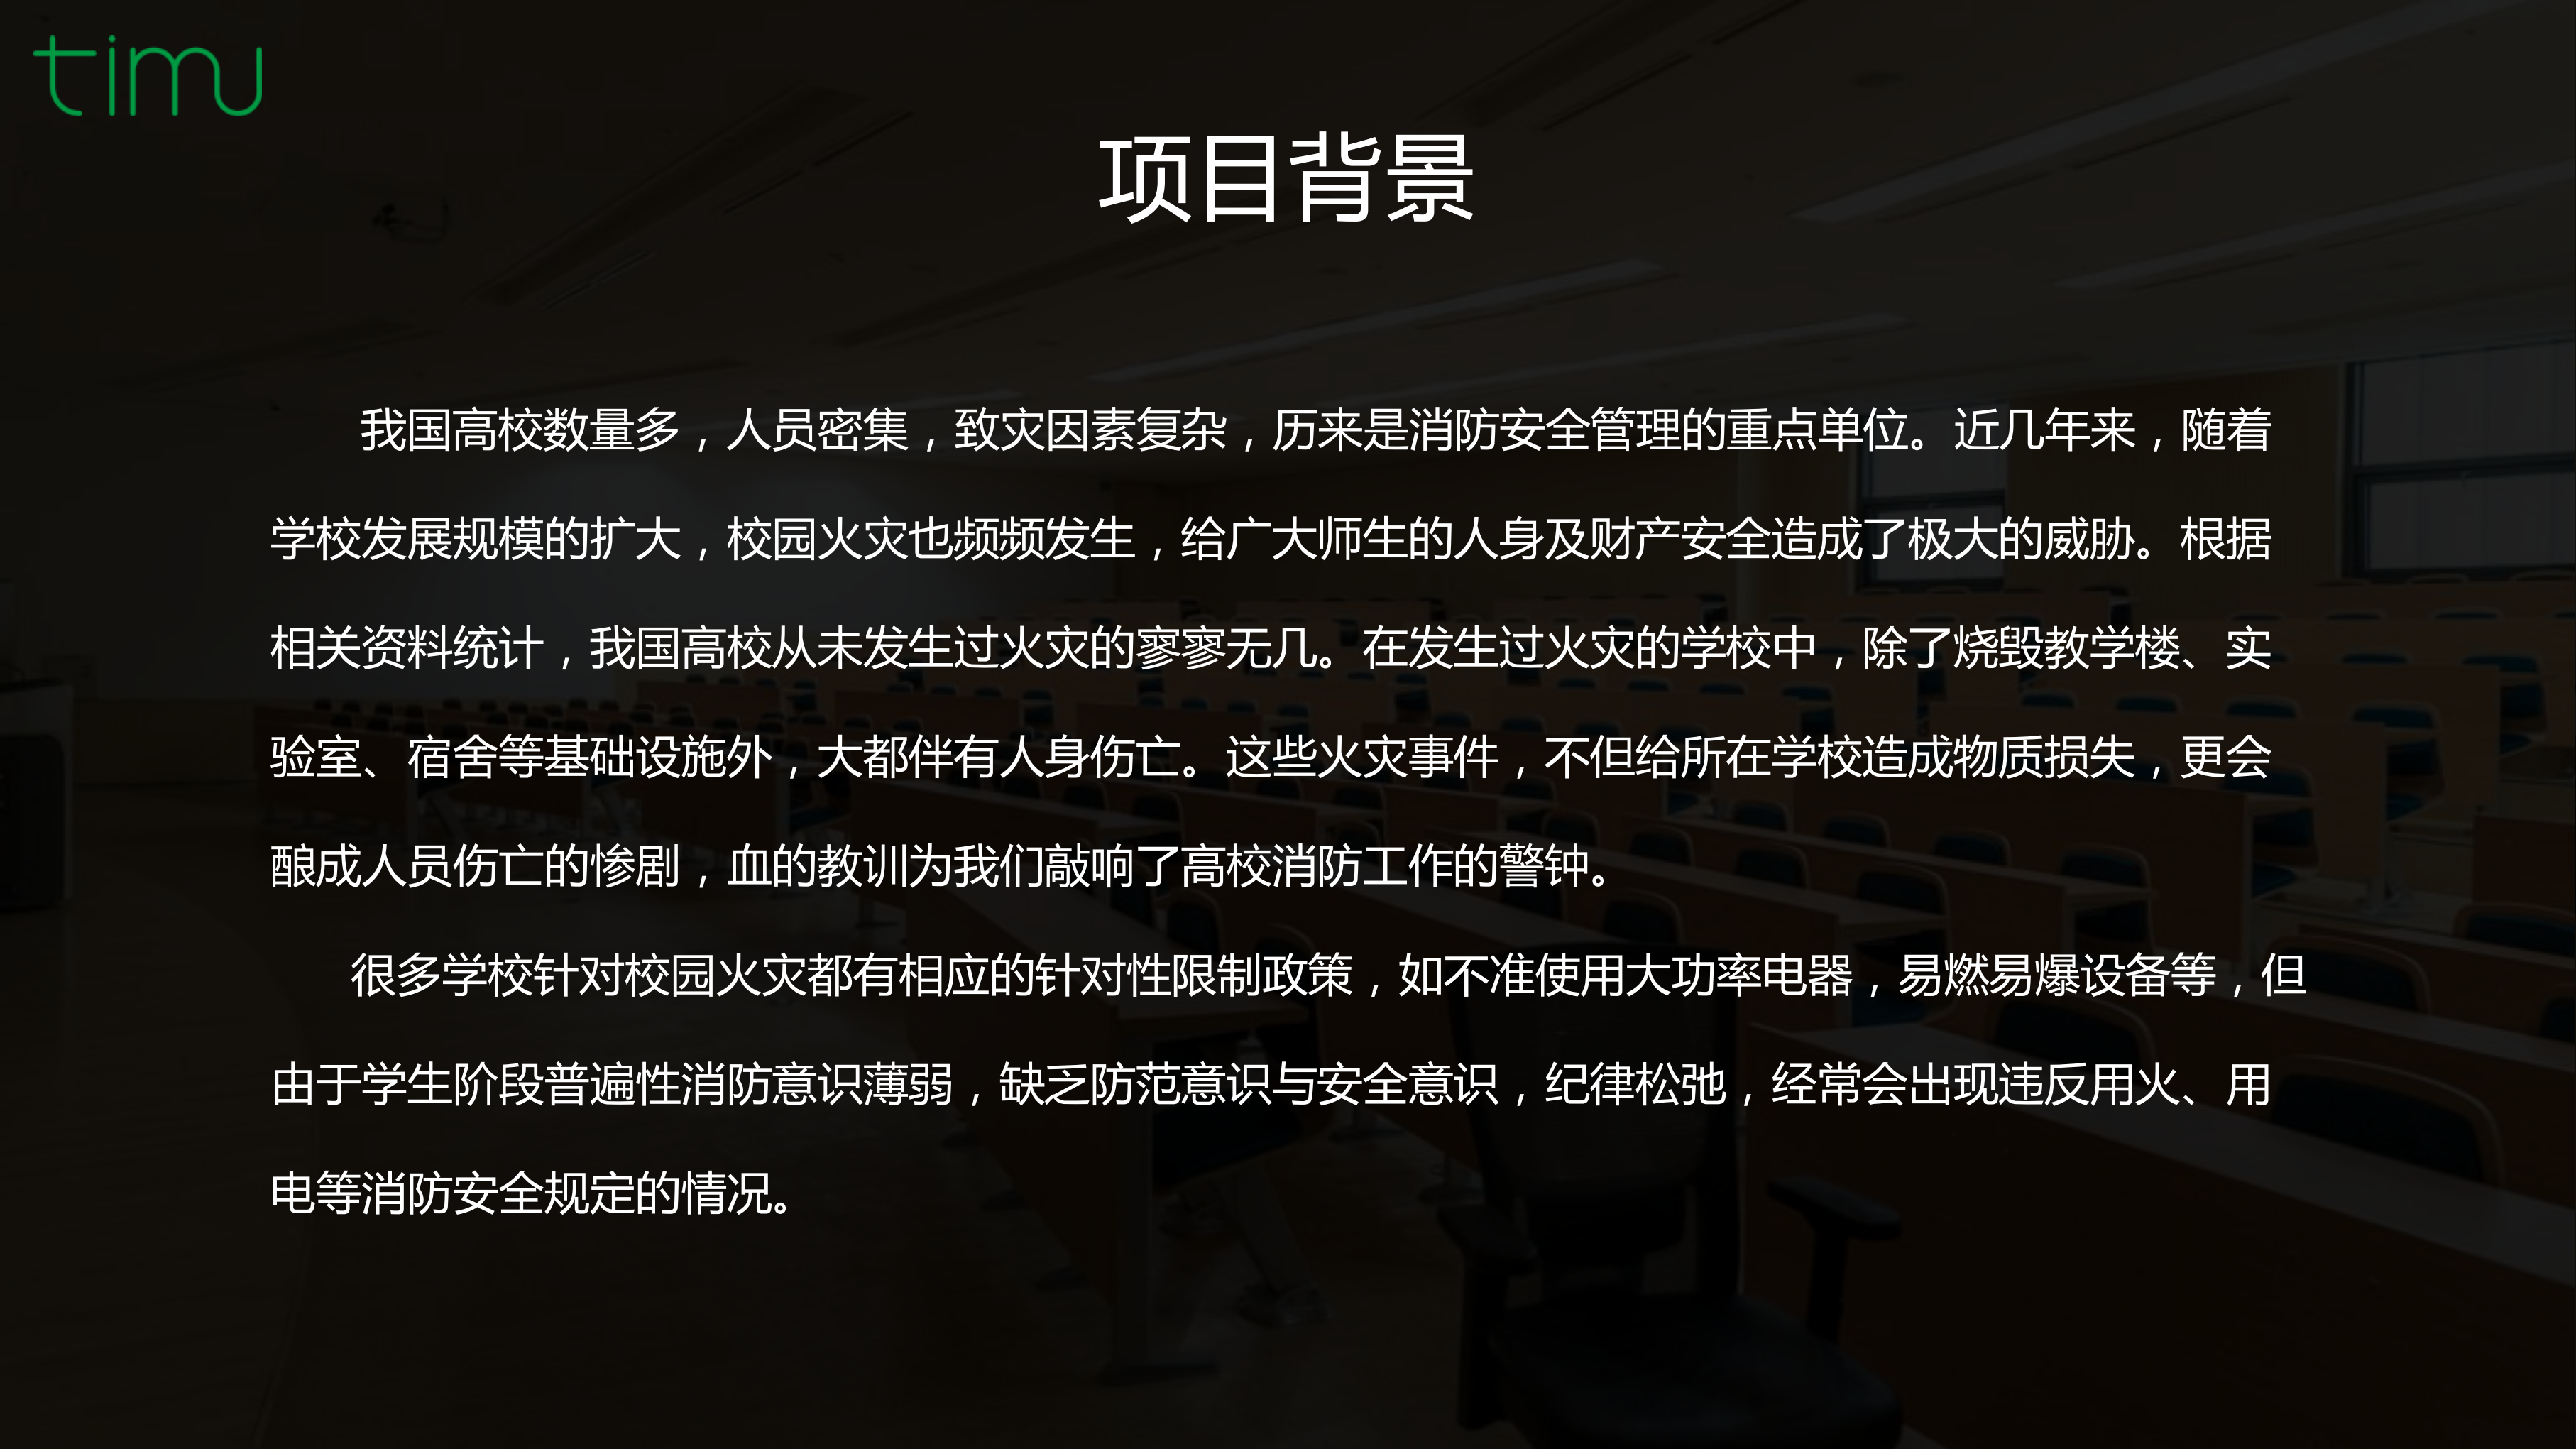 timu
项目背景
我国高校数量多，人员密集，致灾因素复杂，历来是消防安全管理的重点单位。近几年来，随着
学校发展规模的扩大，校园火灾也频频发生，给广大师生的人身及财产安全造成了极大的威胁。根据
相关资料统计，我国高校从未发生过火灾的寥寥无几。在发生过火灾的学校中，除了烧毁教学楼、实
验室、宿舍等基础设施外，大都伴有人身伤亡。这些火灾事件，不但给所在学校造成物质损失，更会
酿成人员伤亡的惨剧，血的教训为我们敲响了高校消防工作的警钟。
很多学校针对校园火灾都有相应的针对性限制政策，如不准使用大功率电器，易燃易爆设备等，但
由于学生阶段普遍性消防意识薄弱，缺乏防范意识与安全意识，纪律松弛，经常会出现违反用火、用
电等消防安全规定的情况。